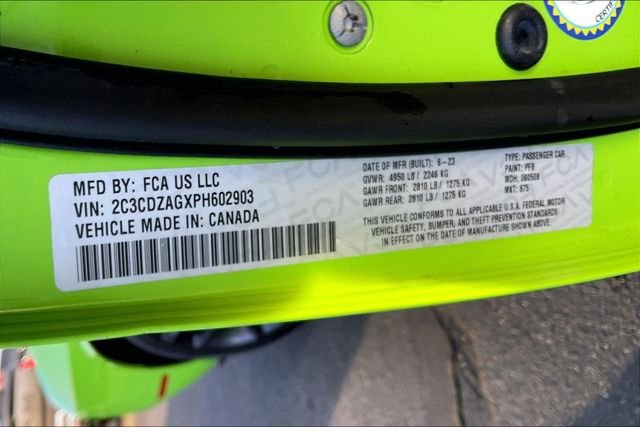 CERTIF
MFD BY: FCA US LLC
VIN: 2C3CDZAGXPH602903
VEHICLE MADE IN: CANADA
DATE OF MFR (BUILT): 6-23
GVWR: 4950 LB / 2246 KG
GAWR FRONT: 2810 LB / 1275 KG
GAWR REAR: 2810 LB / 1275 KG
TYPE: PASSENGER CAR
PAINT: PFB
MDH: 060508
MKT: 875
THIS VEHICLE CONFORMS TO ALL APPLICABLE U.S.A. FEDERAL MOTOR
VEHICLE SAFETY, BUMPER, AND THEFT PREVENTION STANDARDS
IN EFFECT ON THE DATE OF MANUFACTURE SHOWN ABOVE.